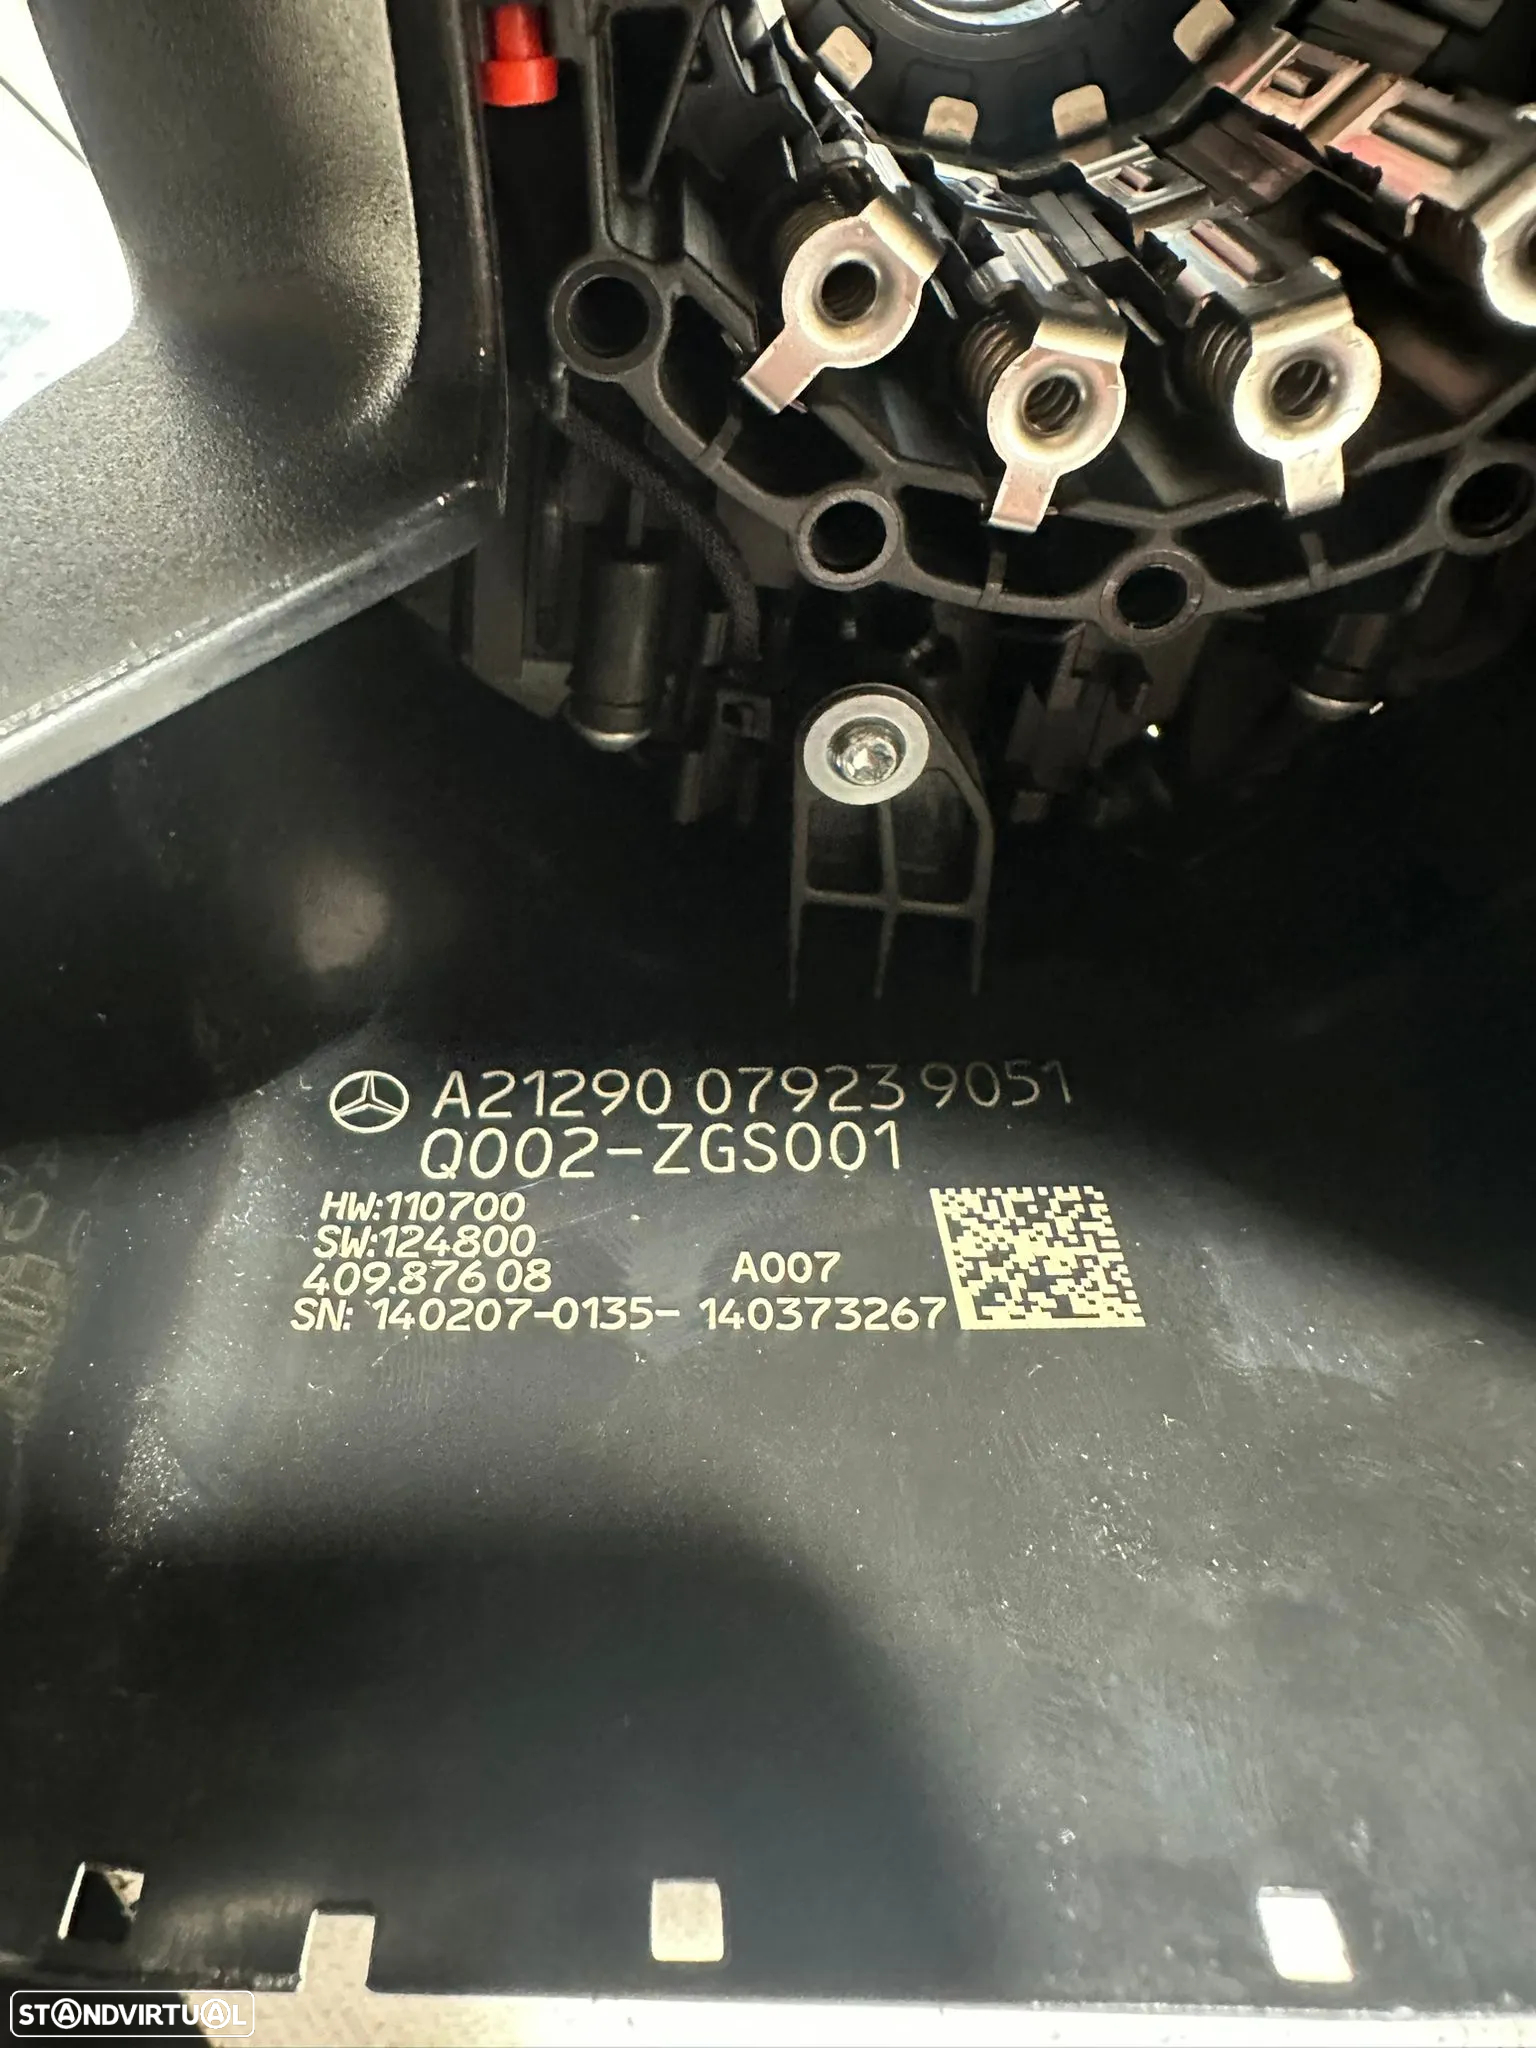 A21290 07923 9051
Q002-ZGS001
HW:110700
SW:124800
409.876 08 A007
SN: 140207-0135- 140373267
STANDVIRTUAL